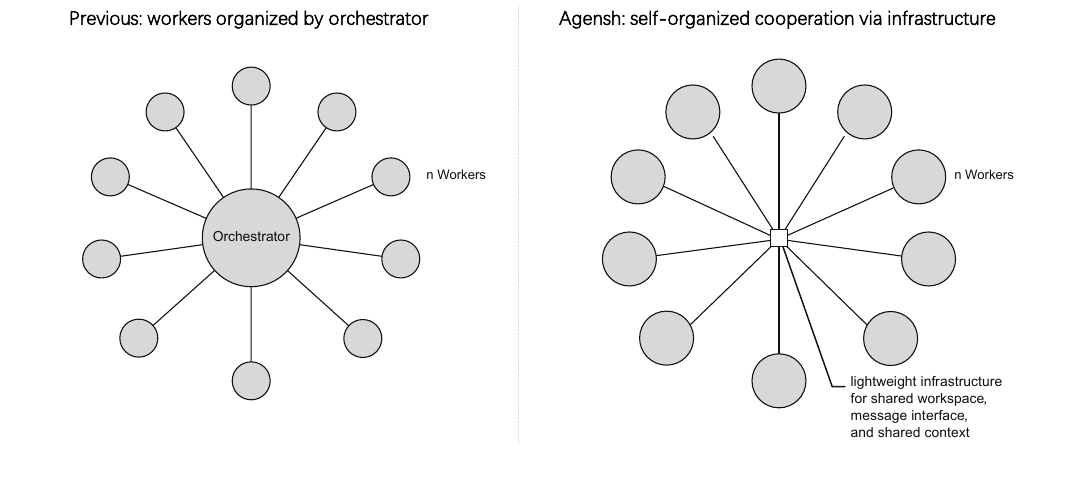 Previous: workers organized by orchestrator
Orchestrator
n Workers
Agensh: self-organized cooperation via infrastructure
n Workers
lightweight infrastructure
for shared workspace,
message interface,
and shared context